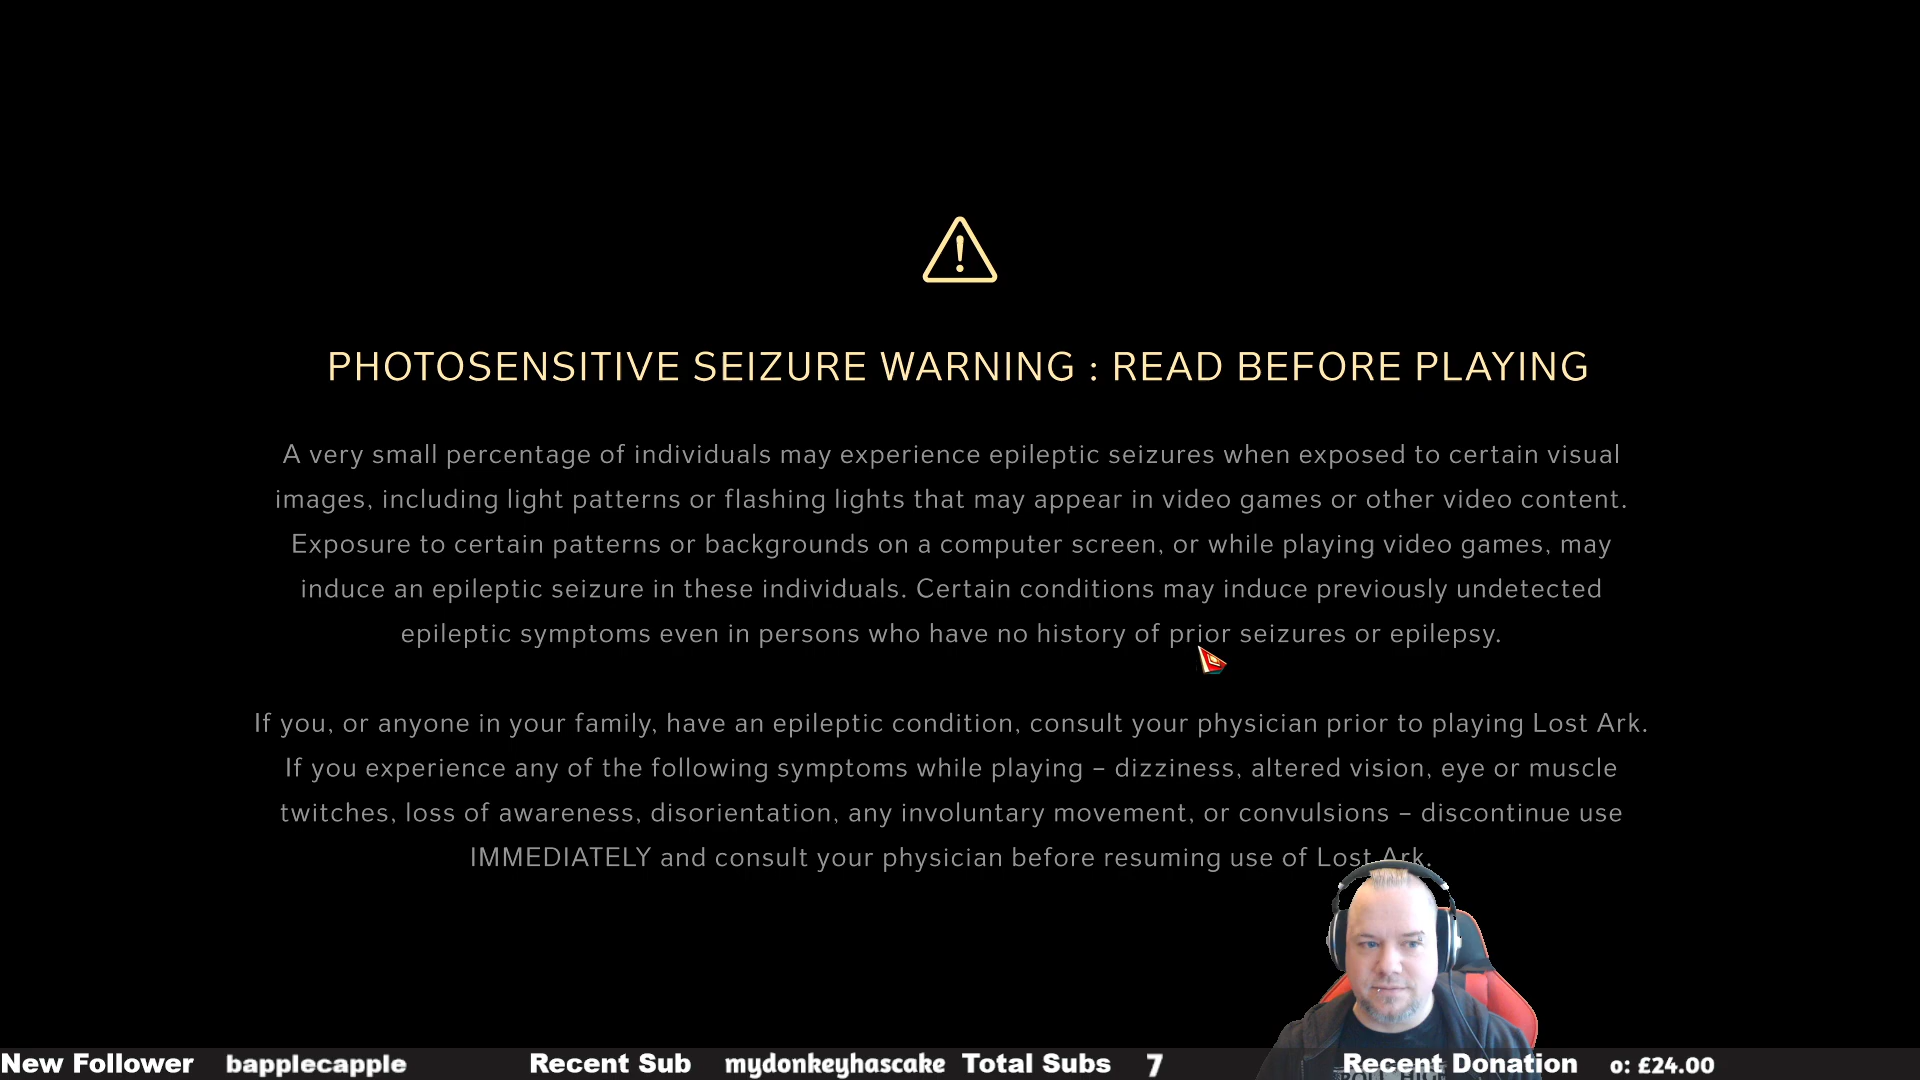 PHOTOSENSITIVE SEIZURE WARNING : READ BEFORE PLAYING
A very small percentage of individuals may experience epileptic seizures when exposed to certain visual
images, including light patterns or flashing lights that may appear in video games or other video content.
Exposure to certain patterns or backgrounds on a computer screen, or while playing video games, may
induce an epileptic seizure in these individuals. Certain conditions may induce previously undetected
epileptic symptoms even in persons who have no history of prior seizures or epilepsy.
If you, or anyone in your family, have an epileptic condition, consult your physician prior to playing Lost Ark.
If you experience any of the following symptoms while playing – dizziness, altered vision, eye or muscle
twitches, loss of awareness, disorientation, any involuntary movement, or convulsions – discontinue use
IMMEDIATELY and consult your physician before resuming use of Lost Ark.
New Follower bapplecapple Recent Sub mydonkeyhascake Total Subs 7 Recent Donation o: £24.00